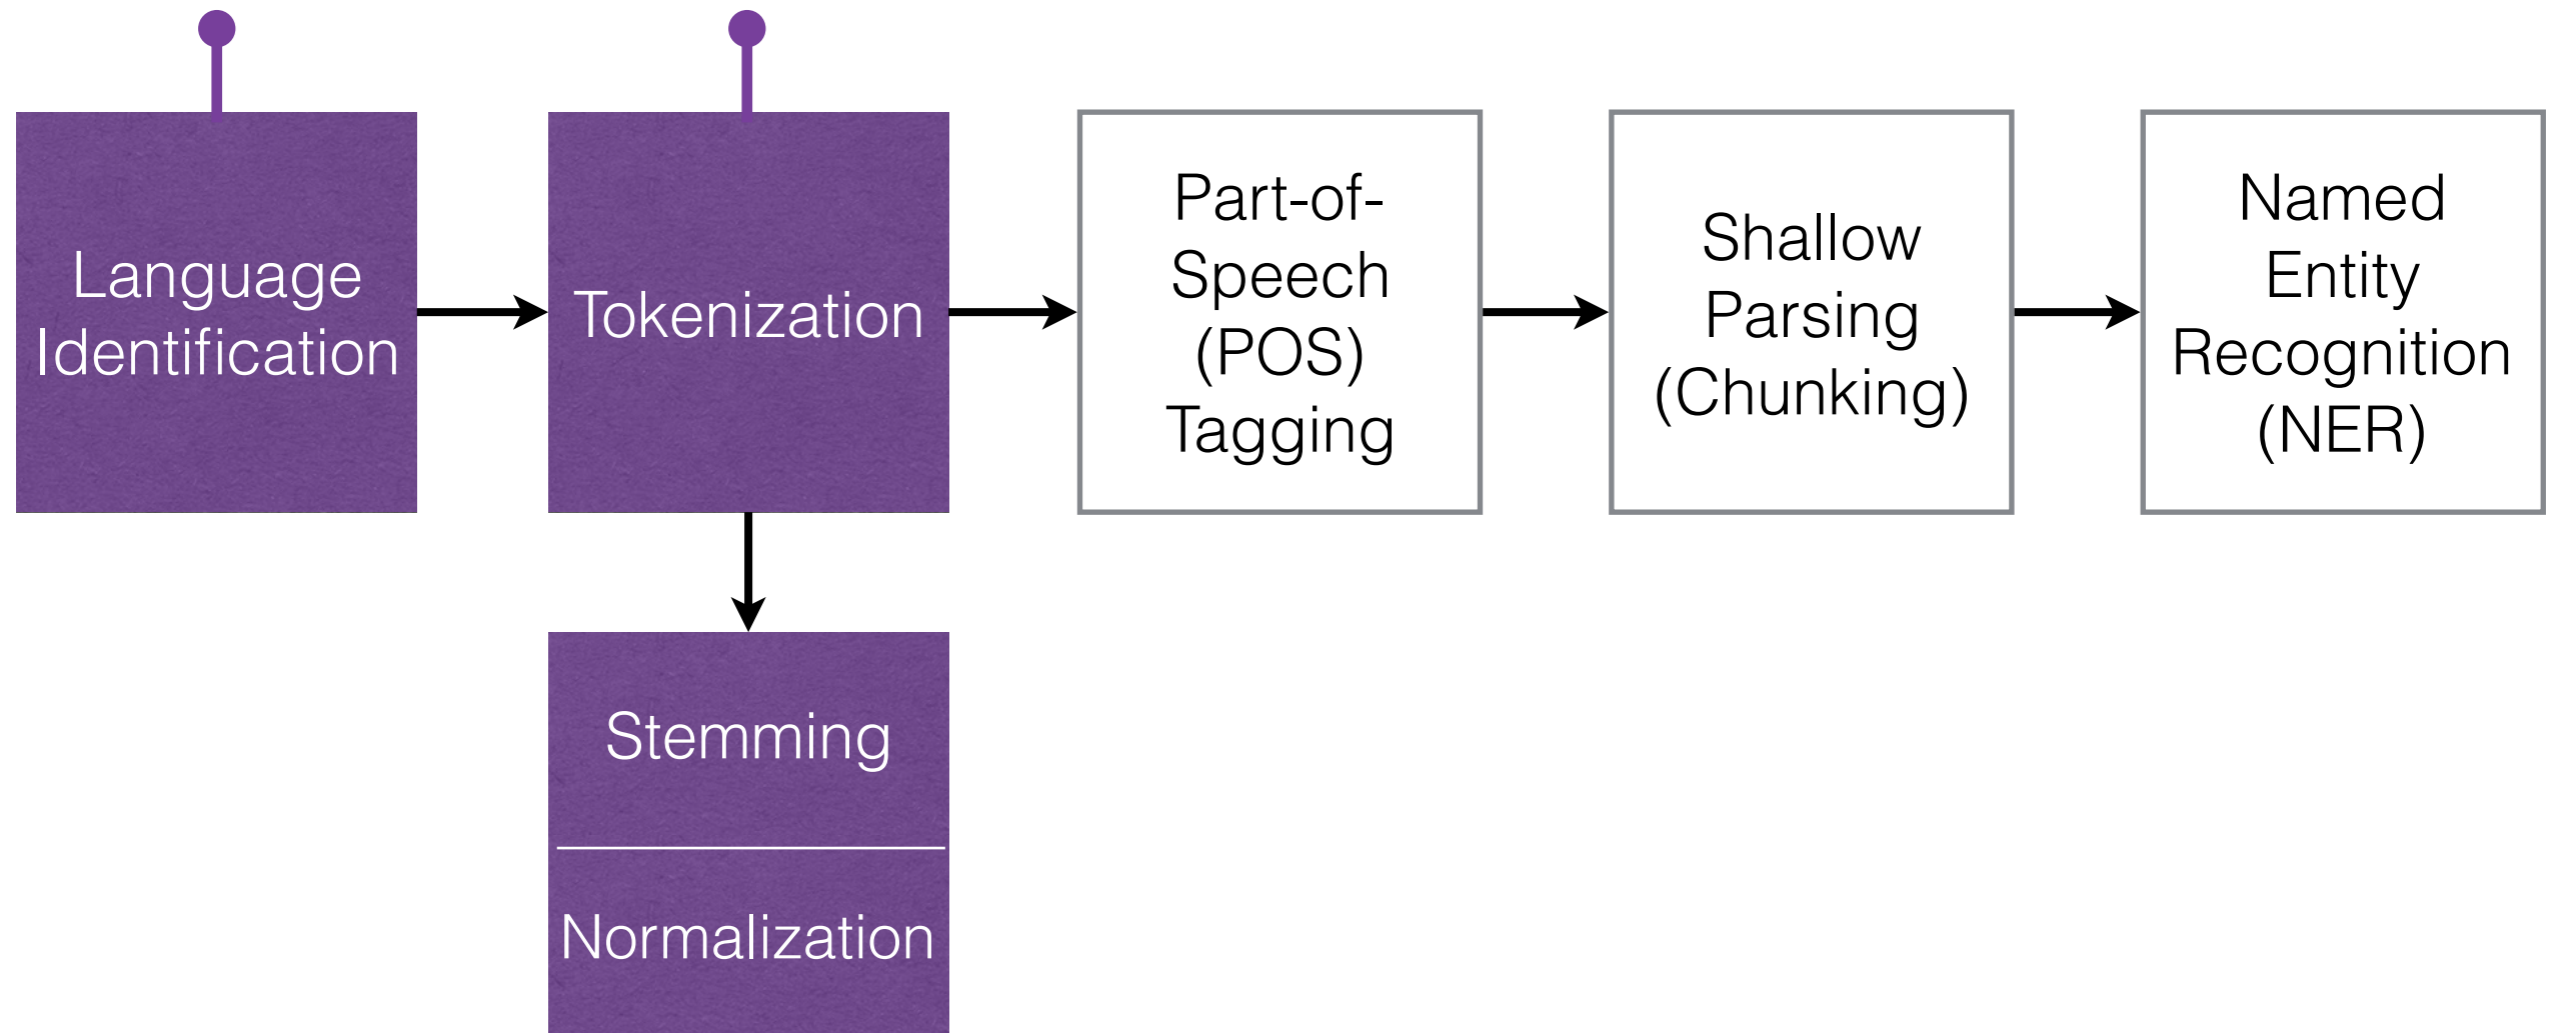 Language
Identification
Tokenization
Part-of-
Speech
(POS)
Tagging
Shallow
Parsing
(Chunking)
Named
Entity
Recognition
(NER)
Stemming
Normalization